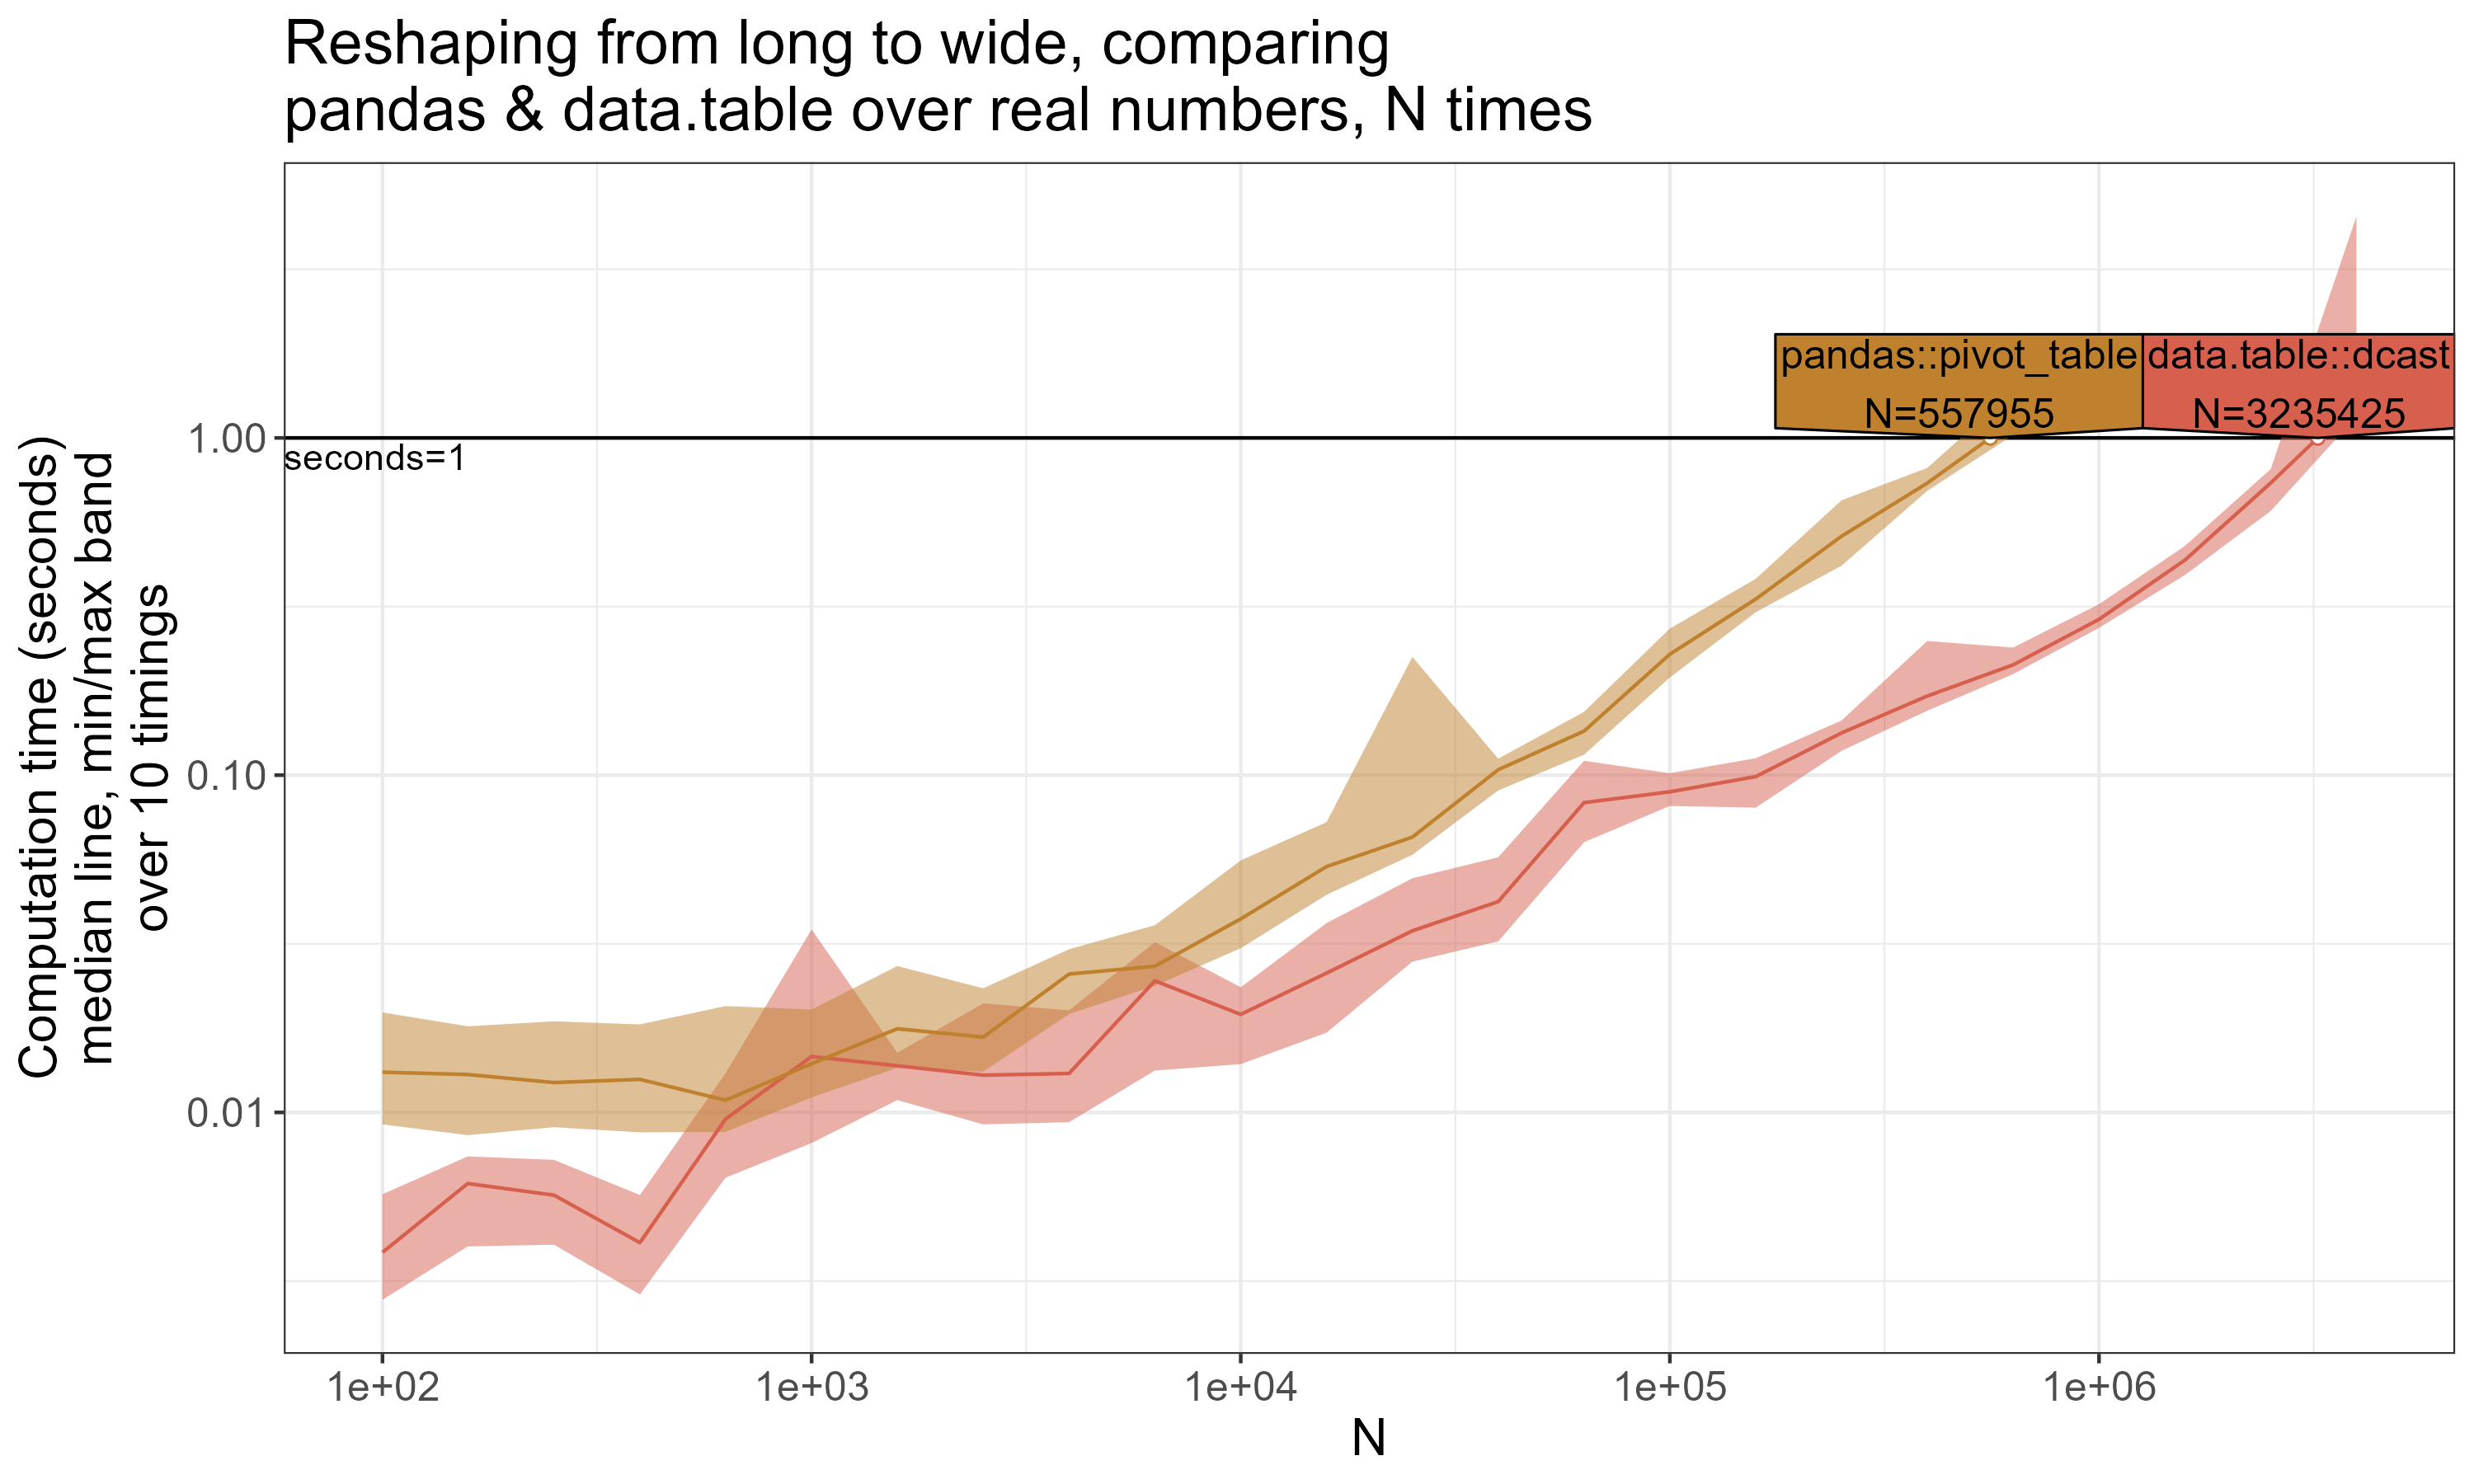 Reshaping from long to wide, comparing
pandas & data.table over real numbers, N times
Computation time (seconds)
median line, min/max band
over 10 timings
1.00
0.10
0.01
seconds=1
pandas::pivot_table
N=557955
data.table::dcast
N=3235425
1e+02
1e+03
1e+04
1e+05
1e+06
N